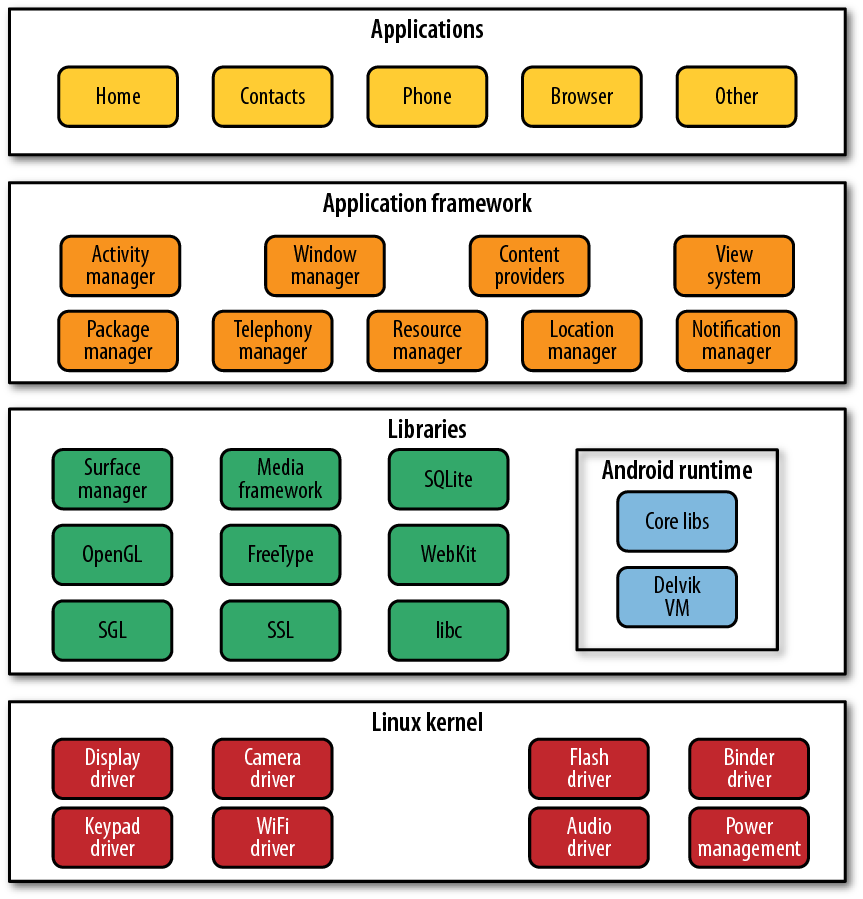 Applications
Home
Contacts
Phone
Browser
Other
Application framework
Activity
manager
Window
manager
Content
providers
View
system
Package
manager
Telephony
manager
Resource
manager
Location
manager
Notification
manager
Libraries
Surface
manager
Media
framework
SQLite
OpenGL
FreeType
WebKit
SGL
SSL
libc
Android runtime
Core libs
Delvik
VM
Linux kernel
Display
driver
Camera
driver
Flash
driver
Binder
driver
Keypad
driver
WiFi
driver
Audio
driver
Power
management